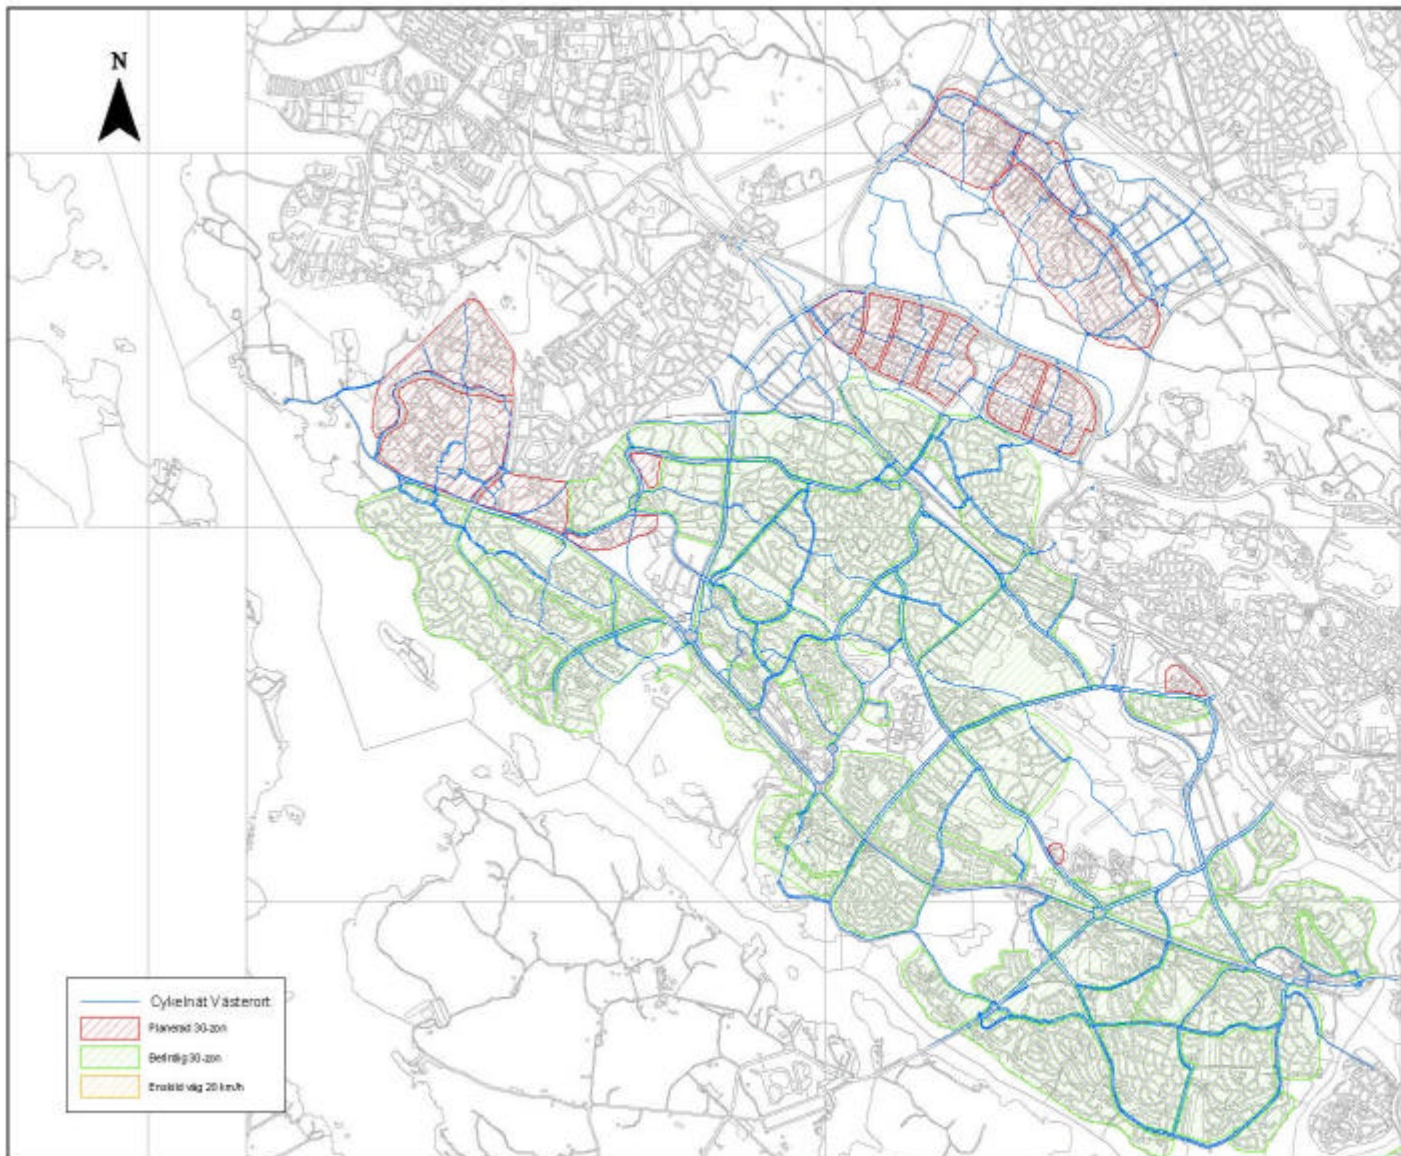 N
Cykelnät Västerort
Planerad 30-zon
Befintlig 30-zon
Enskild väg 20 km/h